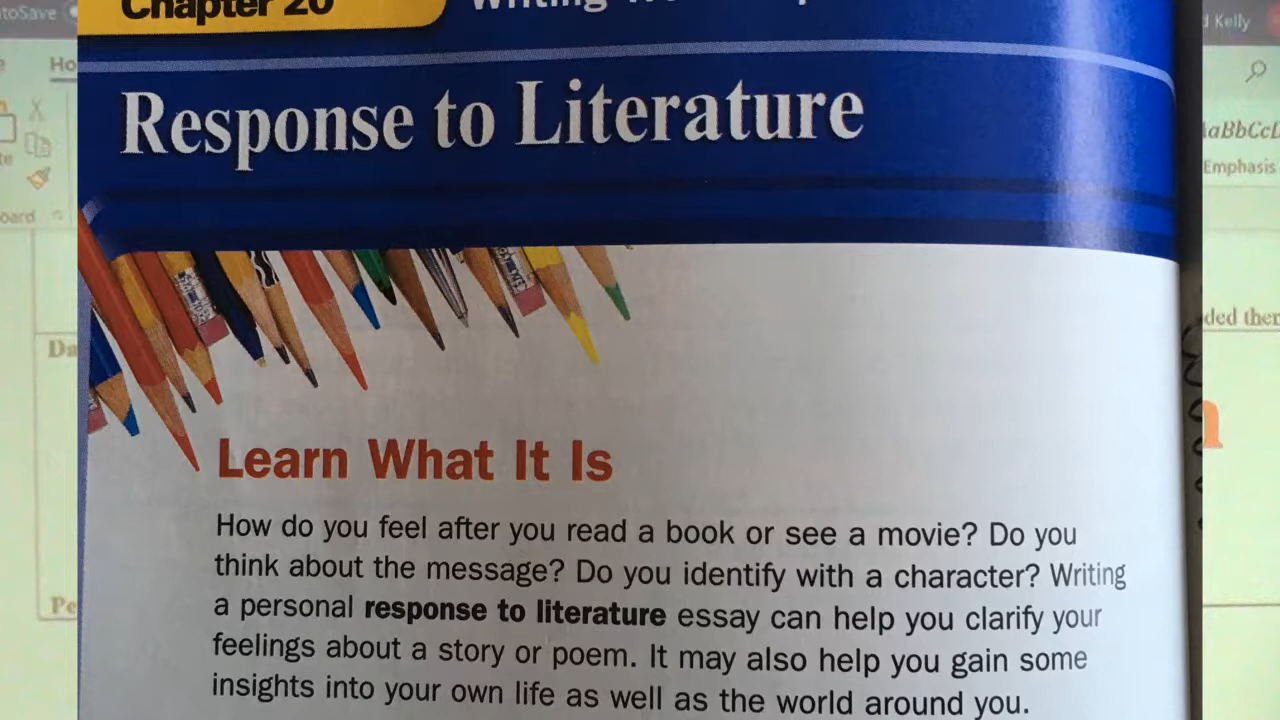 Chapter 20
Response to Literature
Learn What It Is
How do you feel after you read a book or see a movie? Do you
think about the message? Do you identify with a character? Writing
a personal response to literature essay can help you clarify your
feelings about a story or poem. It may also help you gain some
insights into your own life as well as the world around you.
Kelly
Emphasis